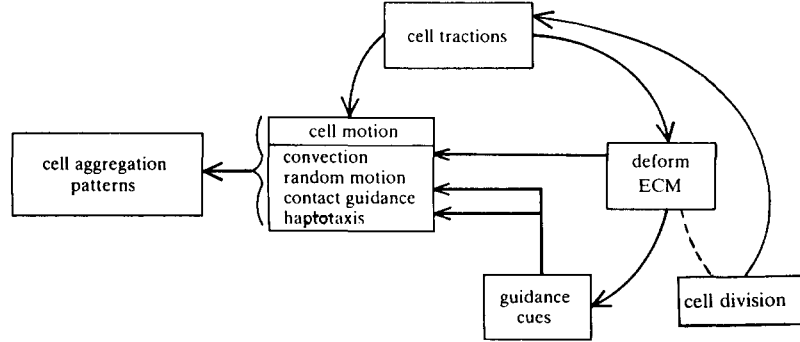 cell tractions
cell motion
convection
random motion
contact guidance
haptotaxis
cell aggregation
patterns
deform
ECM
guidance
cues
cell division